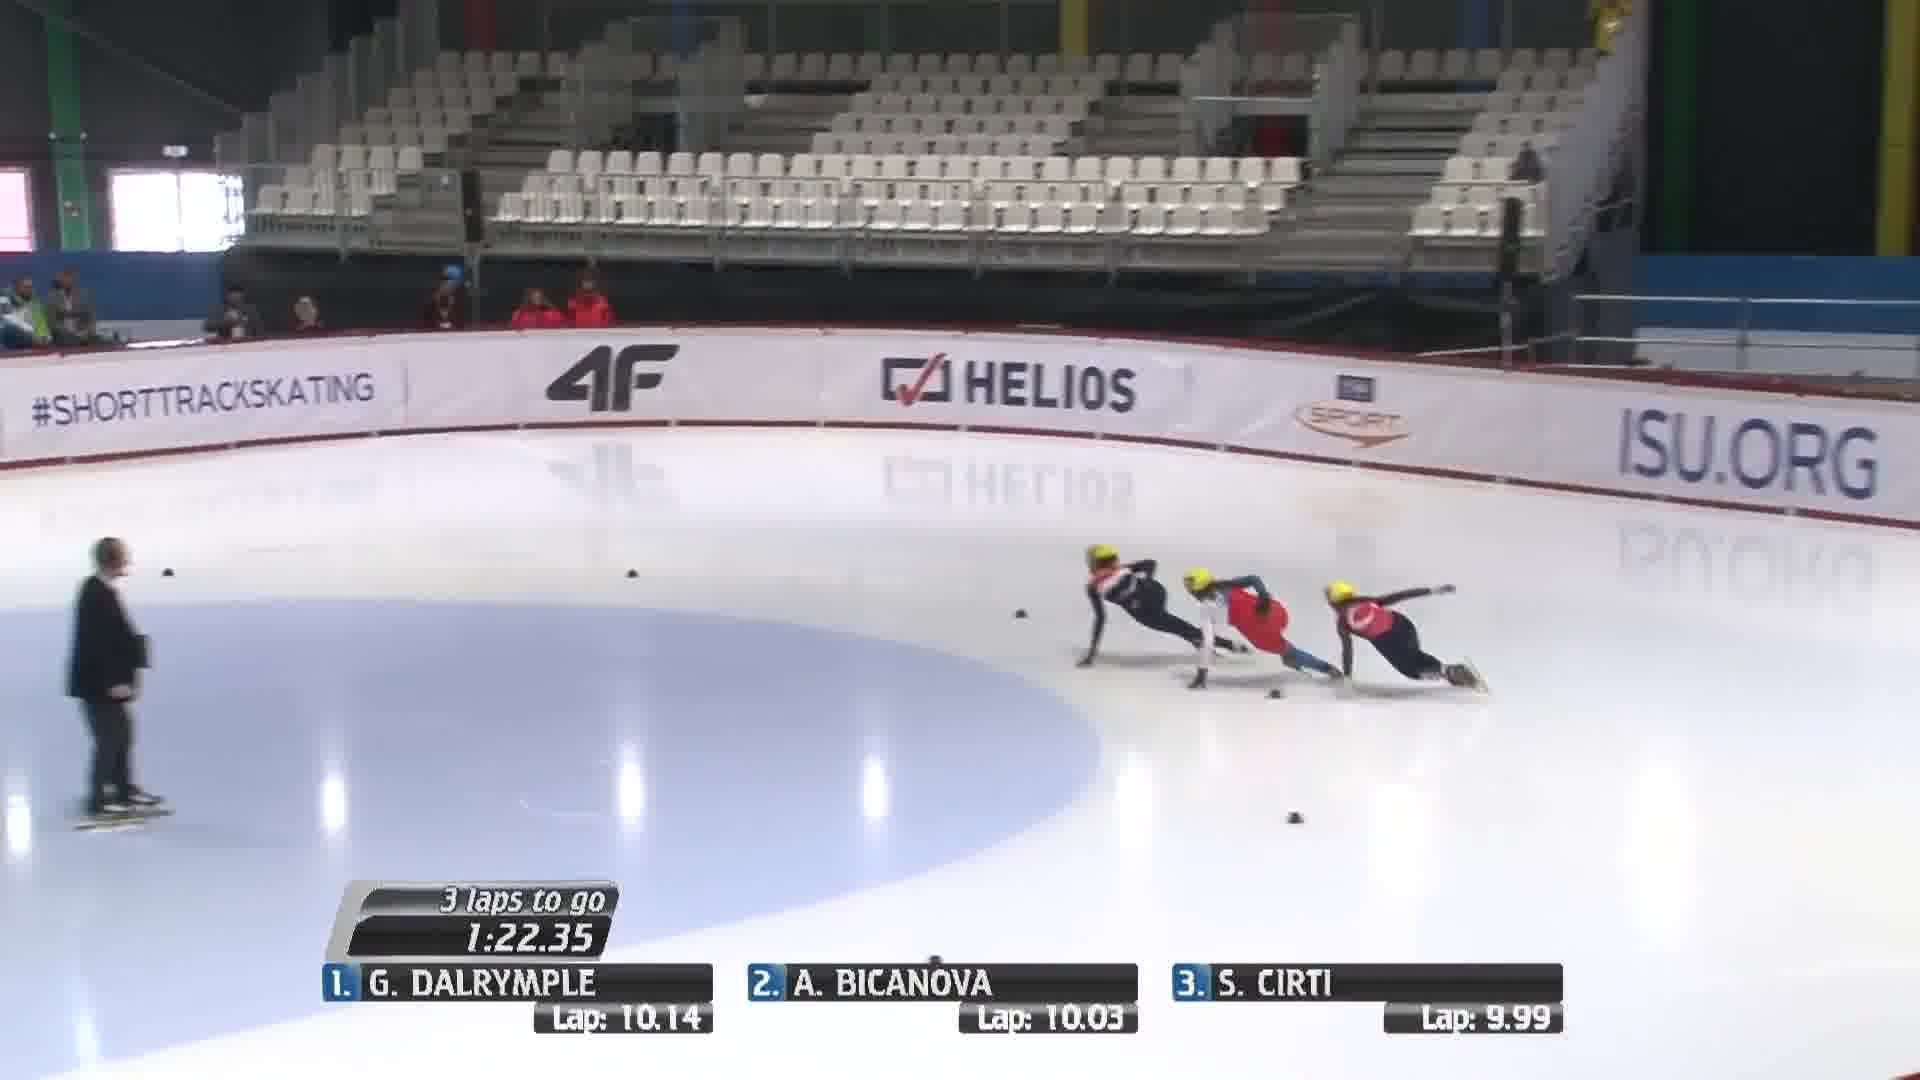 #SHORTTRACKSKATING
4F
HELIOS
SPORT
ISU.ORG
3 laps to go
1:22.35
1. G. DALRYMPLE
Lap: 10.14
2. A. BICANOVA
Lap: 10.03
3. S. CIRTI
Lap: 9.99